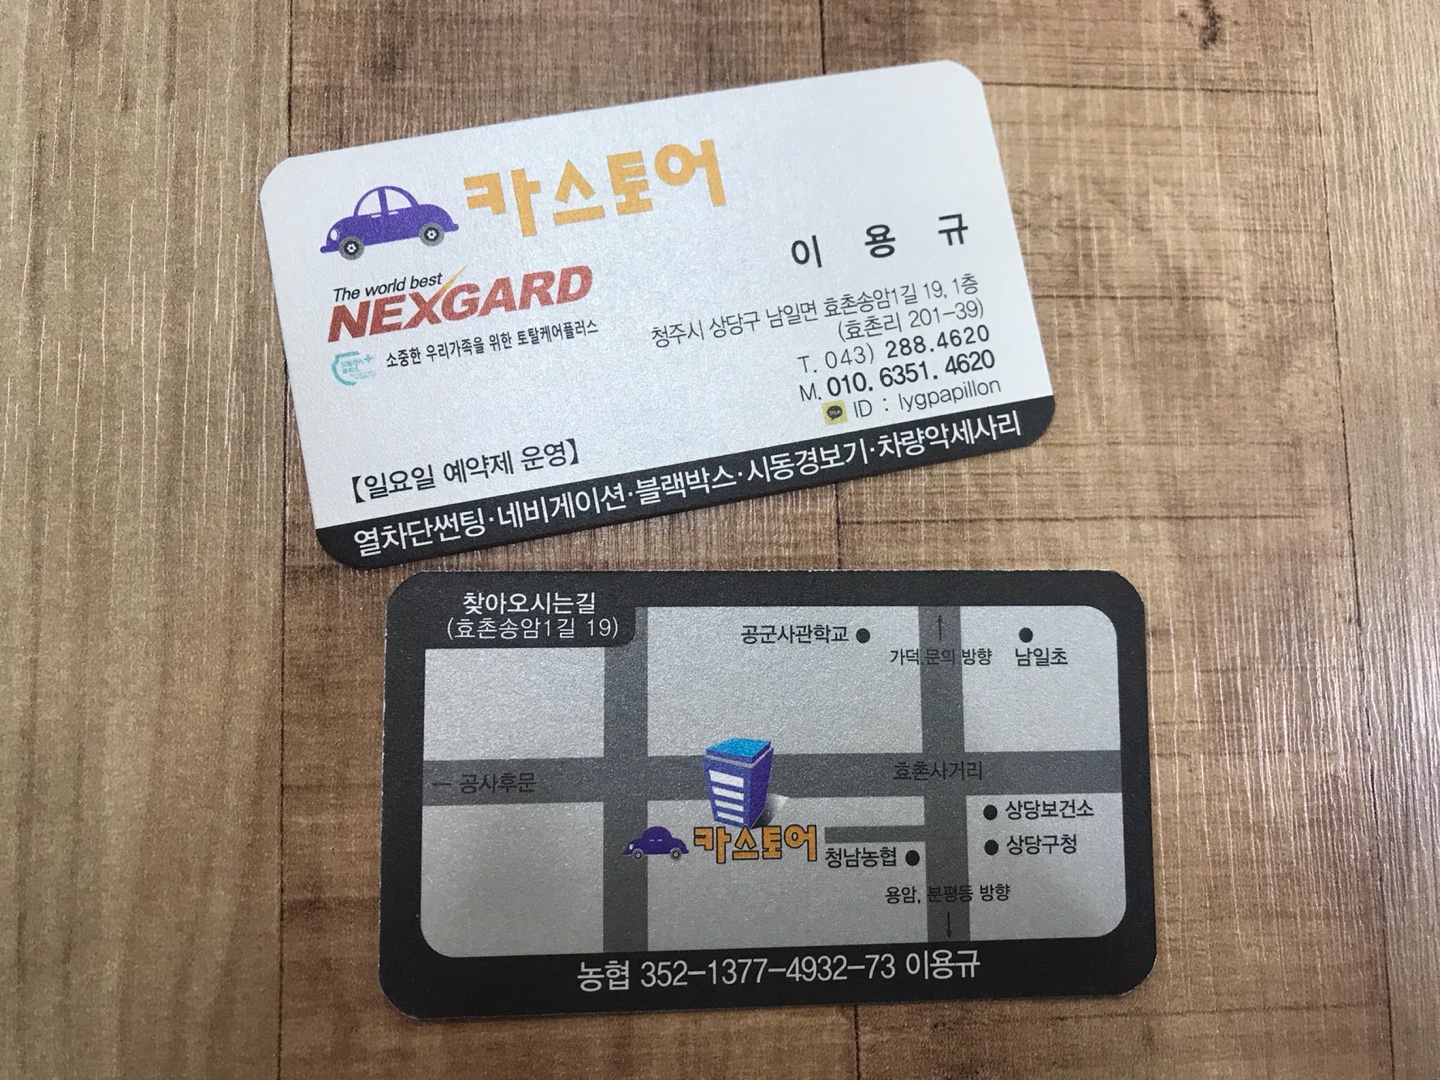 카스토어
The world best
NEXGARD
소중한 우리가족을 위한 토탈케어플러스
이 용 규
청주시 상당구 남일면 효촌송암1길 19, 1층
(효촌리 201-39)
T. 043) 288.4620
M. 010. 6351. 4620
ID : lygpapillon
【일요일 예약제 운영】
열차단썬팅·네비게이션·블랙박스·시동경보기·차량악세사리
찾아오시는길
(효촌송암1길 19)
공군사관학교
가덕,문의 방향
남일초
← 공사후문
효촌사거리
상당보건소
상당구청
카스토어
청남농협
용암, 분평동 방향
농협 352-1377-4932-73 이용규